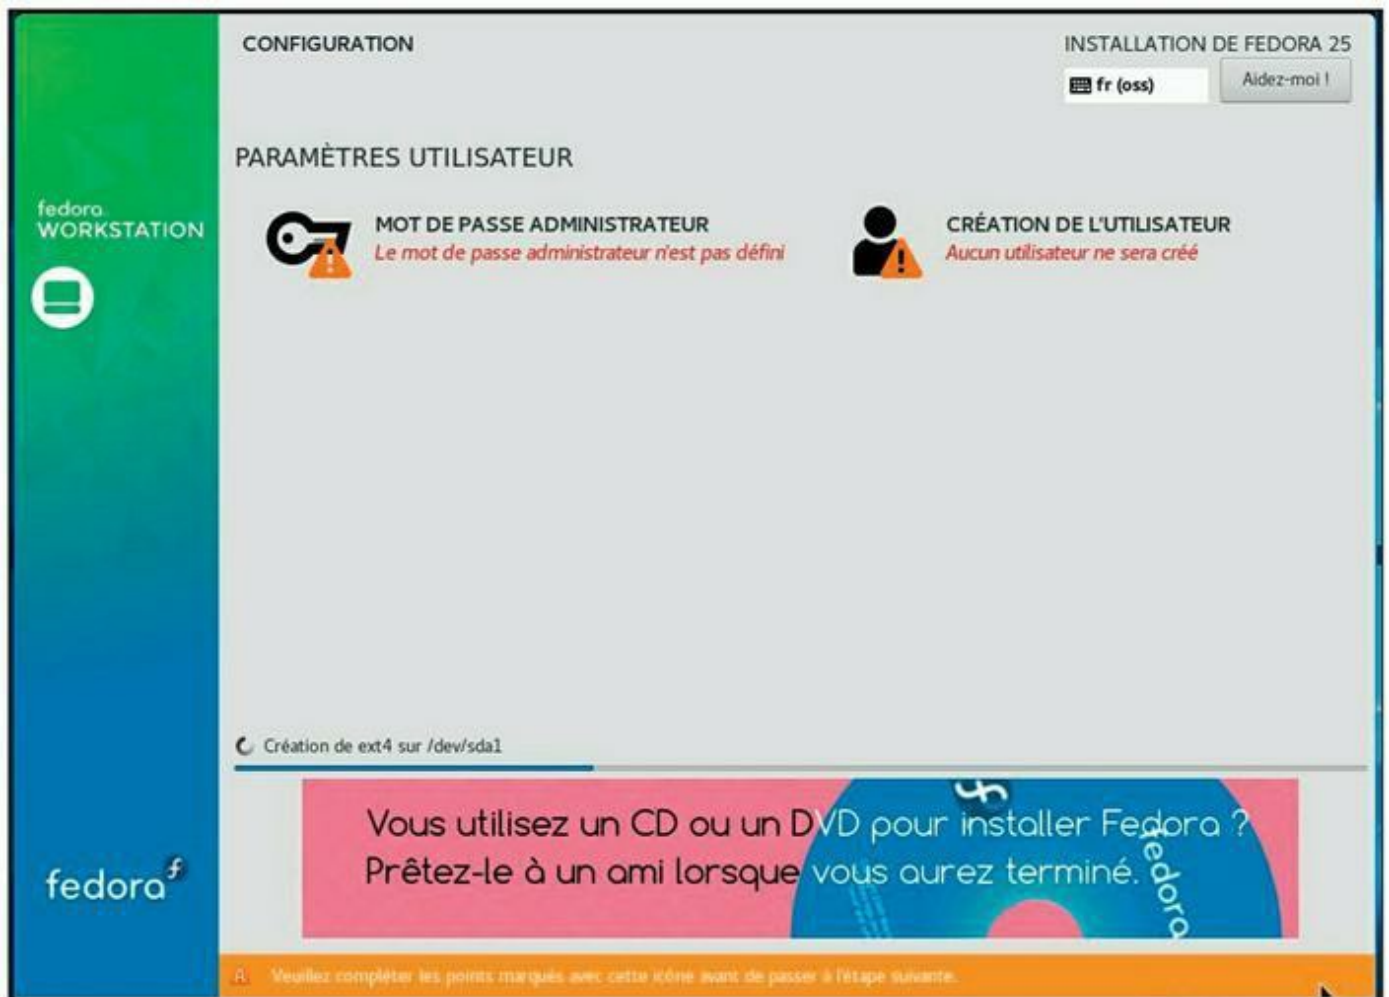 CONFIGURATION
INSTALLATION DE FEDORA 25
fr (oss)
Aidez-moi !
PARAMÈTRES UTILISATEUR
fedora
WORKSTATION
MOT DE PASSE ADMINISTRATEUR
Le mot de passe administrateur n'est pas défini
CRÉATION DE L'UTILISATEUR
Aucun utilisateur ne sera créé
Création de ext4 sur /dev/sda1
Vous utilisez un CD ou un DVD pour installer Fedora ?
Prêtez-le à un ami lorsque vous aurez terminé.
fedora
fedora
Veuillez compléter les points marqués avec cette icône avant de passer à l'étape suivante.